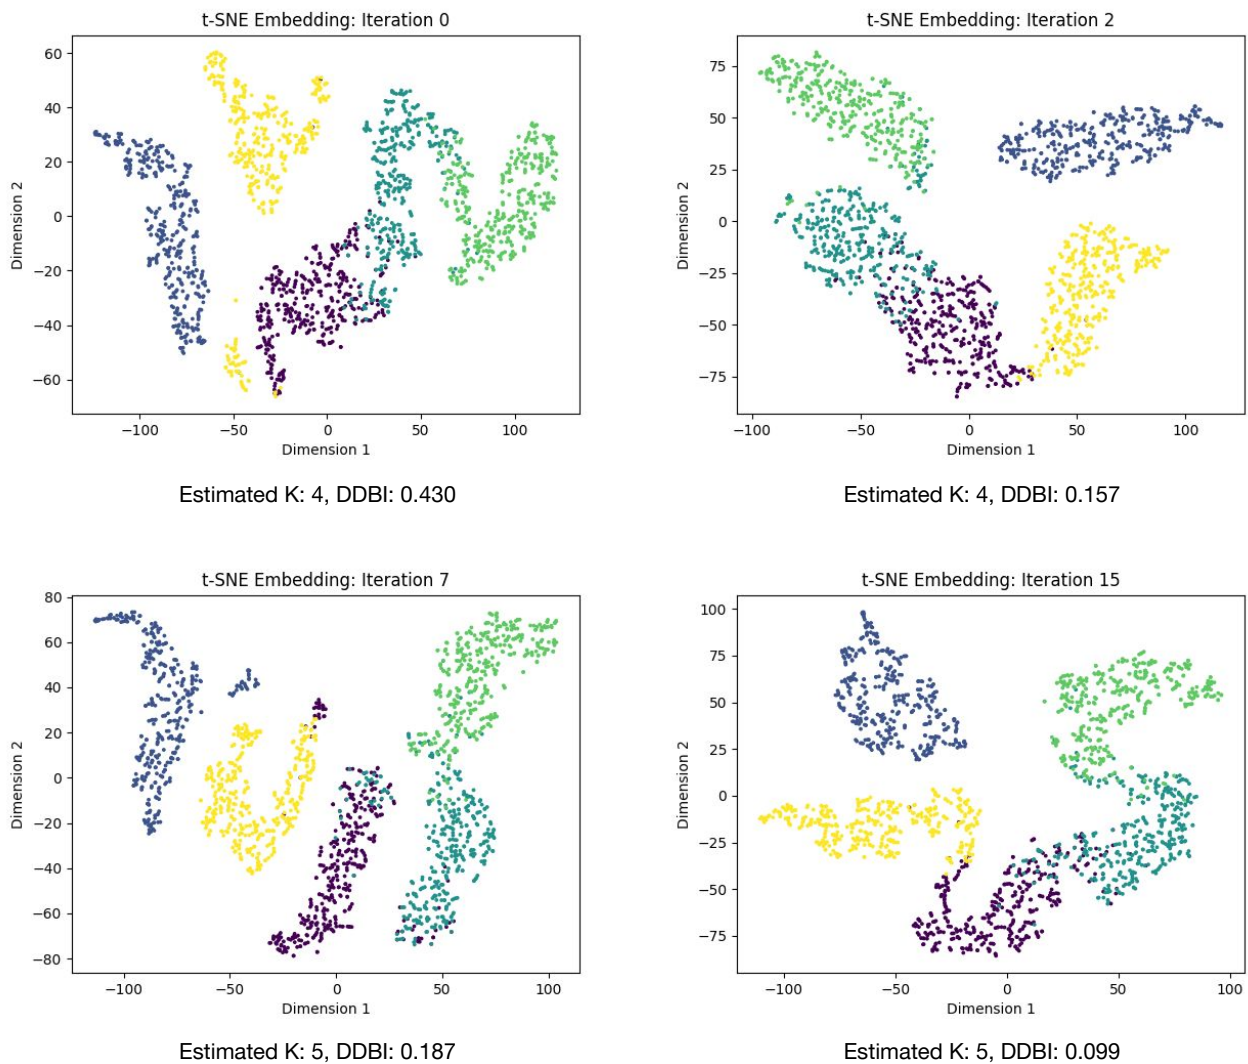 t-SNE Embedding: Iteration 0
60
40
20
0
−20
−40
−60
Dimension 2
−100 −50 0 50 100
Dimension 1
Estimated K: 4, DDBI: 0.430
t-SNE Embedding: Iteration 2
75
50
25
0
−25
−50
−75
Dimension 2
−100 −50 0 50 100
Dimension 1
Estimated K: 4, DDBI: 0.157
t-SNE Embedding: Iteration 7
80
60
40
20
0
−20
−40
−60
−80
Dimension 2
−100 −50 0 50 100
Dimension 1
Estimated K: 5, DDBI: 0.187
t-SNE Embedding: Iteration 15
100
75
50
25
0
−25
−50
−75
Dimension 2
−100 −50 0 50 100
Dimension 1
Estimated K: 5, DDBI: 0.099